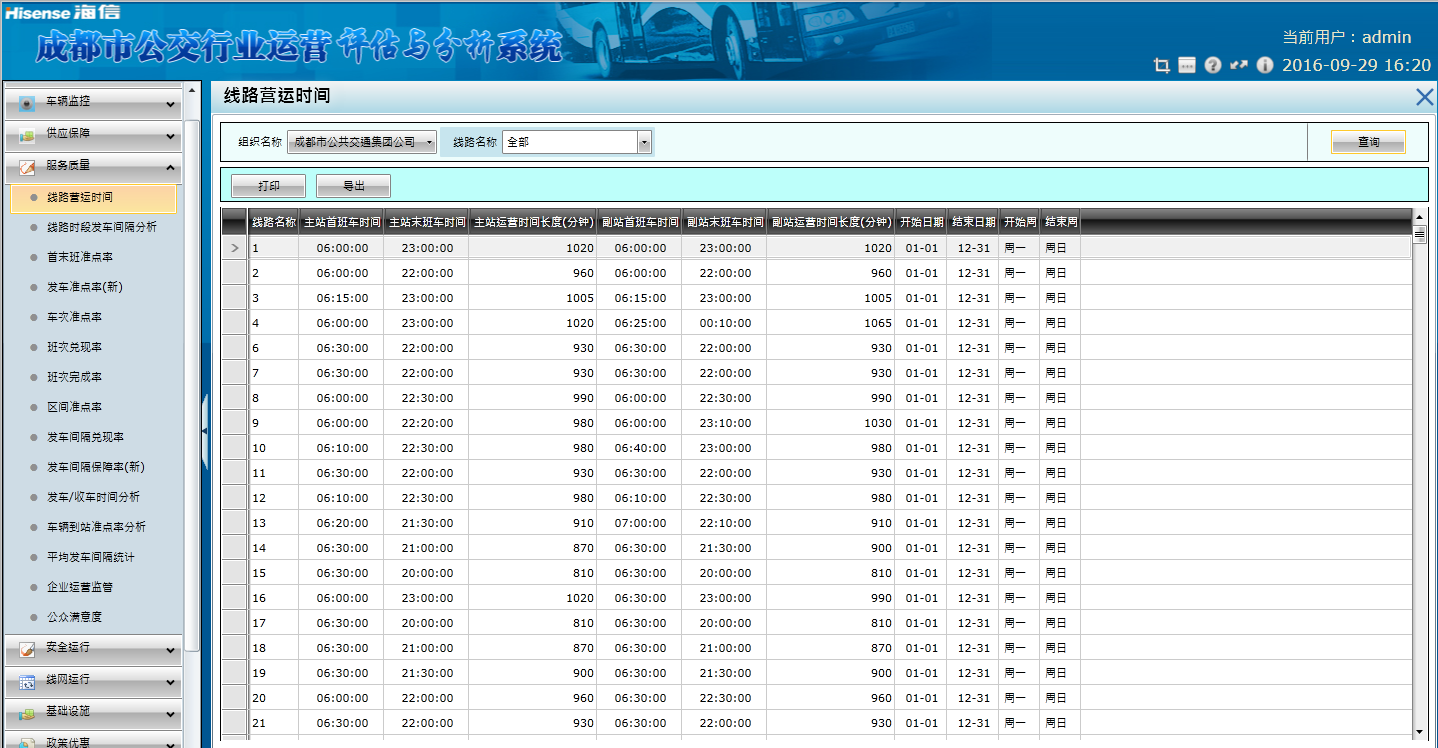 Hisense 海信
成都市公交行业运营评估与分析系统
当前用户：admin
2016-09-29 16:20
车辆监控
供应保障
服务质量
线路营运时间
线路时段发车间隔分析
首末班准点率
发车准点率(新)
车次准点率
班次兑现率
班次完成率
区间准点率
发车间隔兑现率
发车间隔保障率(新)
发车/收车时间分析
车辆到站准点率分析
平均发车间隔统计
企业运营监管
公众满意度
安全运行
线网运行
基础设施
政策优惠
线路营运时间
组织名称 成都市公共交通集团公司 线路名称 全部 查询
打印 导出
线路名称 主站首班车时间 主站末班车时间 主站运营时间长度(分钟) 副站首班车时间 副站末班车时间 副站运营时间长度(分钟) 开始日期 结束日期 开始周 结束周
1 06:00:00 23:00:00 1020 06:00:00 23:00:00 1020 01-01 12-31 周一 周日
2 06:00:00 22:00:00 960 06:00:00 22:00:00 960 01-01 12-31 周一 周日
3 06:15:00 23:00:00 1005 06:15:00 23:00:00 1005 01-01 12-31 周一 周日
4 06:00:00 23:00:00 1020 06:25:00 00:10:00 1065 01-01 12-31 周一 周日
6 06:30:00 22:00:00 930 06:30:00 22:00:00 930 01-01 12-31 周一 周日
7 06:30:00 22:00:00 930 06:30:00 22:00:00 930 01-01 12-31 周一 周日
8 06:00:00 22:30:00 990 06:00:00 22:30:00 990 01-01 12-31 周一 周日
9 06:00:00 22:20:00 980 06:00:00 23:10:00 1030 01-01 12-31 周一 周日
10 06:10:00 22:30:00 980 06:40:00 23:00:00 980 01-01 12-31 周一 周日
11 06:30:00 22:00:00 930 06:30:00 22:00:00 930 01-01 12-31 周一 周日
12 06:10:00 22:30:00 980 06:10:00 22:30:00 980 01-01 12-31 周一 周日
13 06:20:00 21:30:00 910 07:00:00 22:10:00 910 01-01 12-31 周一 周日
14 06:30:00 21:00:00 870 06:30:00 21:30:00 900 01-01 12-31 周一 周日
15 06:30:00 20:00:00 810 06:30:00 20:00:00 810 01-01 12-31 周一 周日
16 06:00:00 23:00:00 1020 06:30:00 23:00:00 990 01-01 12-31 周一 周日
17 06:30:00 20:00:00 810 06:30:00 20:00:00 810 01-01 12-31 周一 周日
18 06:30:00 21:00:00 870 06:30:00 21:00:00 870 01-01 12-31 周一 周日
19 06:30:00 21:30:00 900 06:30:00 21:30:00 900 01-01 12-31 周一 周日
20 06:00:00 22:00:00 960 06:30:00 22:30:00 960 01-01 12-31 周一 周日
21 06:30:00 22:00:00 930 06:30:00 22:00:00 930 01-01 12-31 周一 周日